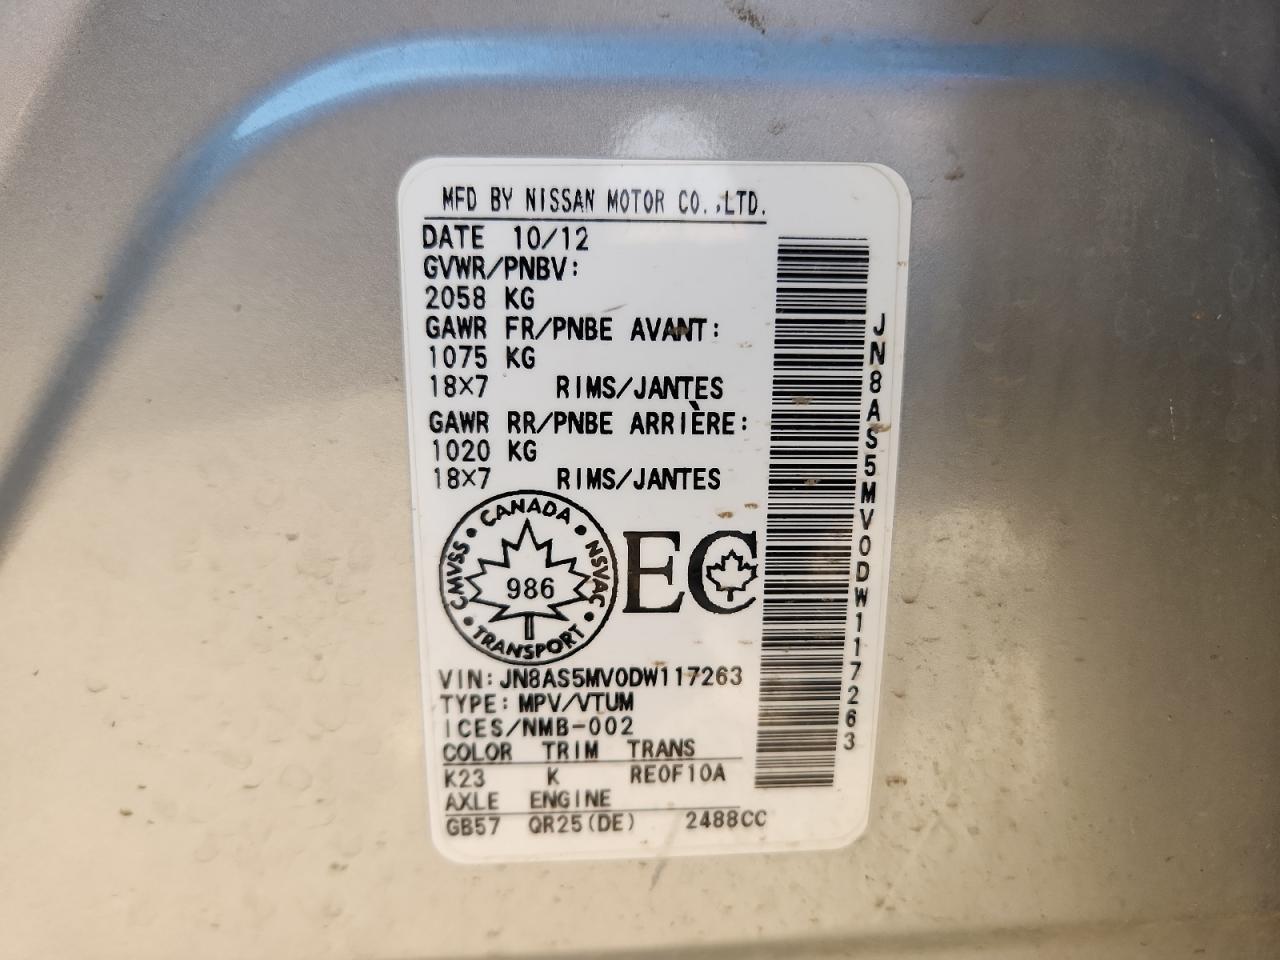 MFD BY NISSAN MOTOR CO.,LTD.
DATE 10/12
GVWR/PNBV:
2058 KG
GAWR FR/PNBE AVANT:
1075 KG
18×7 RIMS/JANTES
GAWR RR/PNBE ARRIÈRE:
1020 KG
18×7 RIMS/JANTES
CANADA
CMVSS
NSVAC
986
TRANSPORT
EC
VIN:JN8AS5MV0DW117263
TYPE:MPV/VTUM
ICES/NMB-002
COLOR TRIM TRANS
K23 K RE0F10A
AXLE ENGINE
GB57 QR25(DE) 2488CC
JN8AS5MV0DW117263